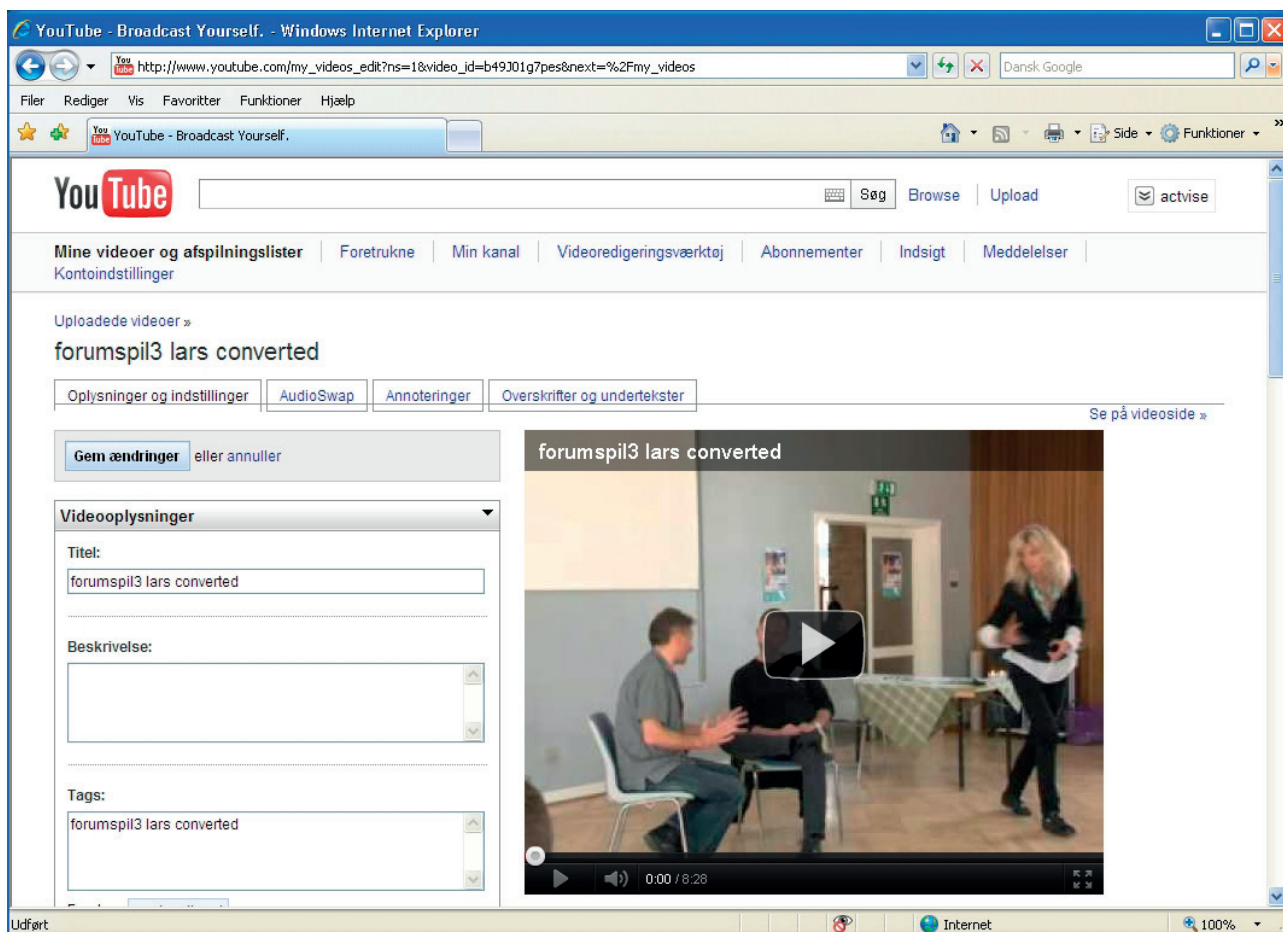 YouTube - Broadcast Yourself. - Windows Internet Explorer
You Tube http://www.youtube.com/my_videos_edit?ns=1&video_id=b49J01g7pes&next=%2Fmy_videos Dansk Google
Filer Rediger Vis Favoritter Funktioner Hjælp
You Tube YouTube - Broadcast Yourself. Side Funktioner »
You Tube Søg Browse Upload actvise
Mine videoer og afspilningslister Foretrukne Min kanal Videoredigeringsværktøj Abonnementer Indsigt Meddelelser
Kontoindstillinger
Uploadede videoer »
forumspil3 lars converted
Oplysninger og indstillinger AudioSwap Annoteringer Overskrifter og undertekster
Se på videoside »
Gem ændringer eller annuller
forumspil3 lars converted
Videooplysninger
Titel:
forumspil3 lars converted
Beskrivelse:
Tags:
forumspil3 lars converted
0:00 / 8:28
Udført Internet 100%